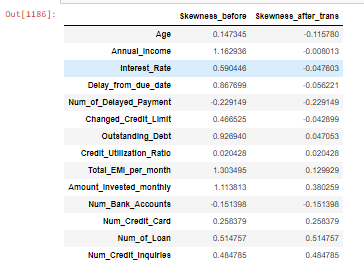 Out[1186]:
Skewness_before Skewness_after_trans
Age 0.147345 -0.115780
Annual_Income 1.162936 -0.008013
Interest_Rate 0.590446 -0.047603
Delay_from_due_date 0.867699 -0.056221
Num_of_Delayed_Payment -0.229149 -0.229149
Changed_Credit_Limit 0.466525 -0.042899
Outstanding_Debt 0.926940 0.047053
Credit_Utilization_Ratio 0.020428 0.020428
Total_EMI_per_month 1.303495 0.129929
Amount_invested_monthly 1.113813 0.380259
Num_Bank_Accounts -0.151398 -0.151398
Num_Credit_Card 0.258379 0.258379
Num_of_Loan 0.514757 0.514757
Num_Credit_Inquiries 0.484785 0.484785